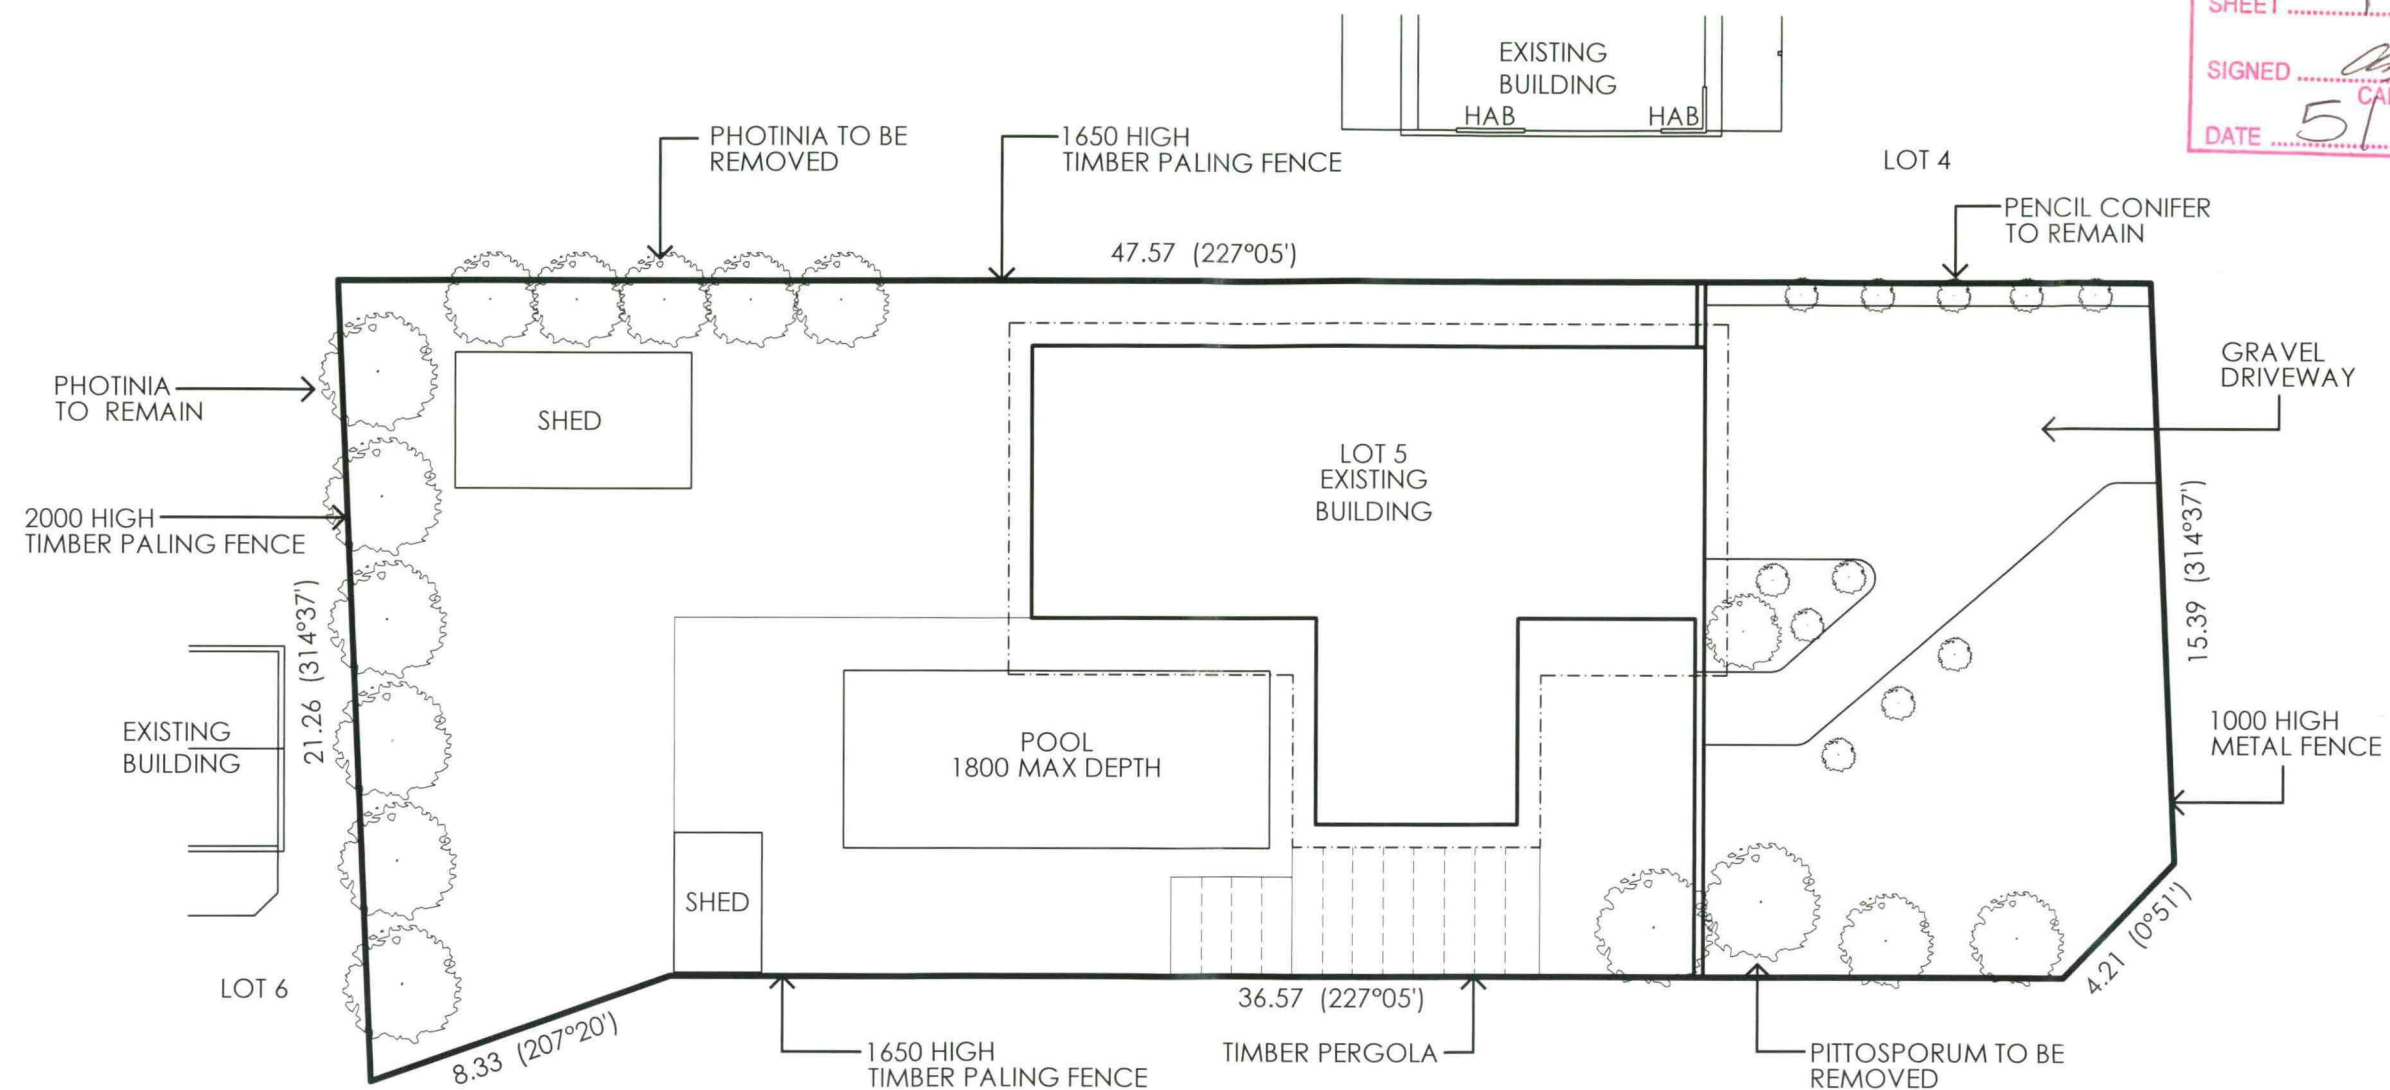 SHEET
EXISTING
BUILDING
HAB
HAB
SIGNED
DATE 5/
PHOTINIA TO BE
REMOVED
1650 HIGH
TIMBER PALING FENCE
LOT 4
PENCIL CONIFER
TO REMAIN
47.57 (227°05')
PHOTINIA
TO REMAIN
SHED
GRAVEL
DRIVEWAY
LOT 5
EXISTING
BUILDING
2000 HIGH
TIMBER PALING FENCE
21.26 (314°37')
15.39 (314°37')
EXISTING
BUILDING
POOL
1800 MAX DEPTH
1000 HIGH
METAL FENCE
SHED
LOT 6
36.57 (227°05')
4.21 (0°51')
8.33 (207°20')
1650 HIGH
TIMBER PALING FENCE
TIMBER PERGOLA
PITTOSPORUM TO BE
REMOVED